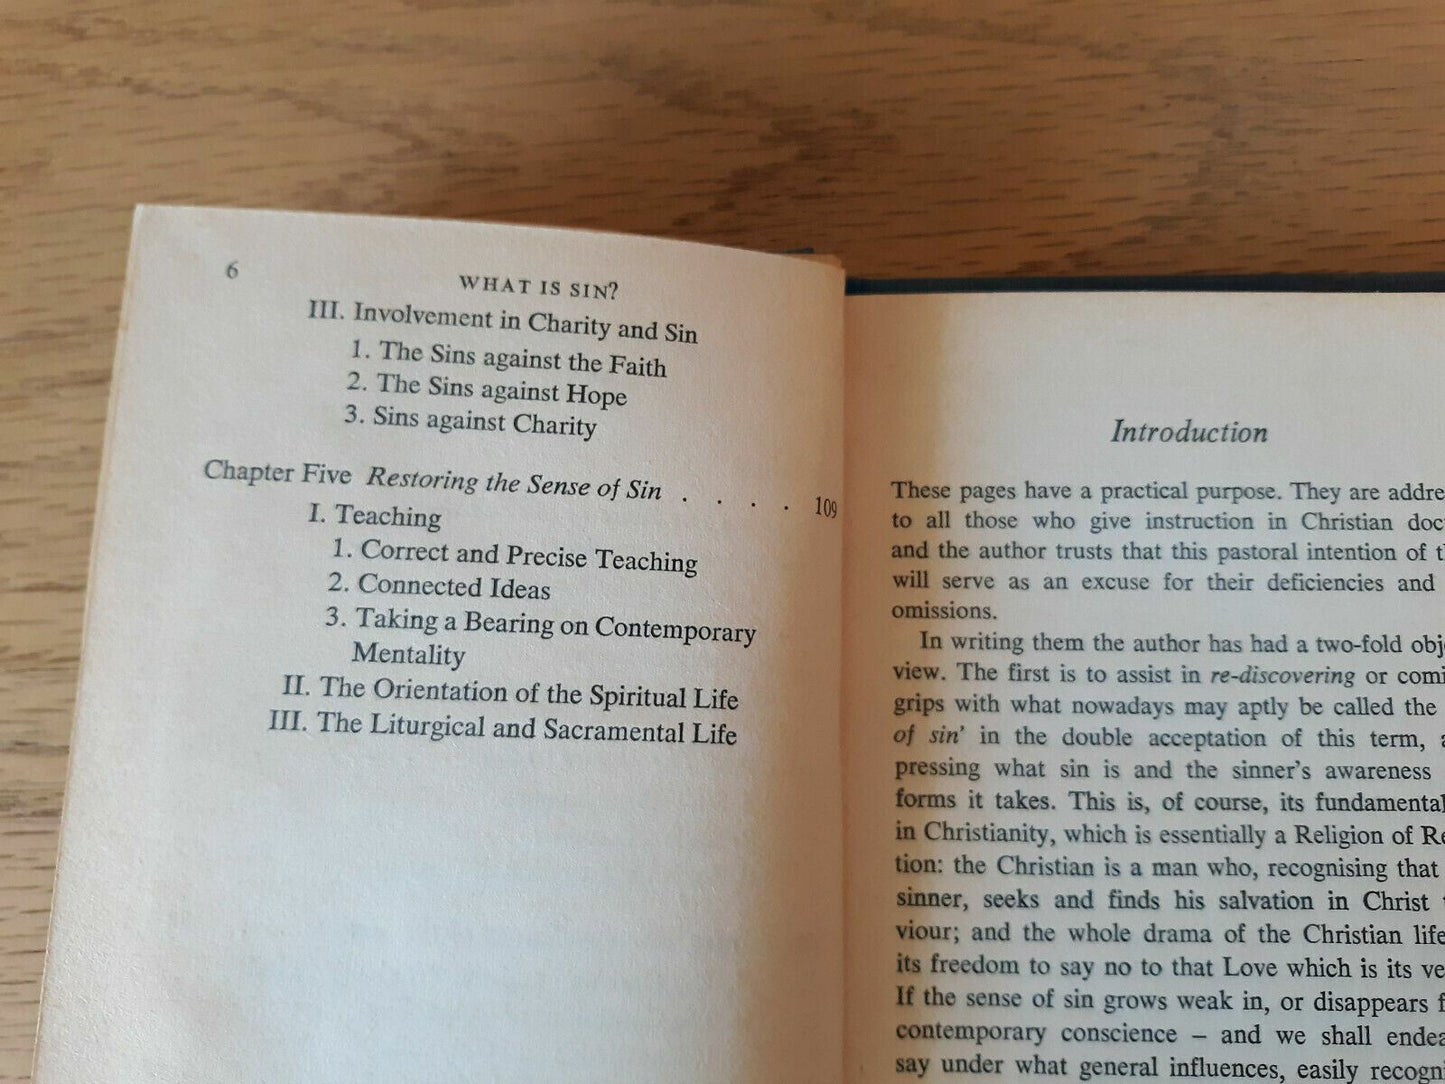 6
WHAT IS SIN?
III. Involvement in Charity and Sin
1. The Sins against the Faith
2. The Sins against Hope
3. Sins against Charity
Chapter Five Restoring the Sense of Sin . . . . 109
I. Teaching
1. Correct and Precise Teaching
2. Connected Ideas
3. Taking a Bearing on Contemporary
Mentality
II. The Orientation of the Spiritual Life
III. The Liturgical and Sacramental Life
Introduction
These pages have a practical purpose. They are addre
to all those who give instruction in Christian doc
and the author trusts that this pastoral intention of
will serve as an excuse for their deficiencies and
omissions.
In writing them the author has had a two-fold obj
view. The first is to assist in re-discovering or comi
grips with what nowadays may aptly be called the
of sin' in the double acceptation of this term,
pressing what sin is and the sinner's awareness
forms it takes. This is, of course, its fundamental
in Christianity, which is essentially a Religion of Re
tion: the Christian is a man who, recognising that
sinner, seeks and finds his salvation in Christ
viour; and the whole drama of the Christian life
its freedom to say no to that Love which is its ve
If the sense of sin grows weak in, or disappears f
contemporary conscience – and we shall endea
say under what general influences, easily recogn